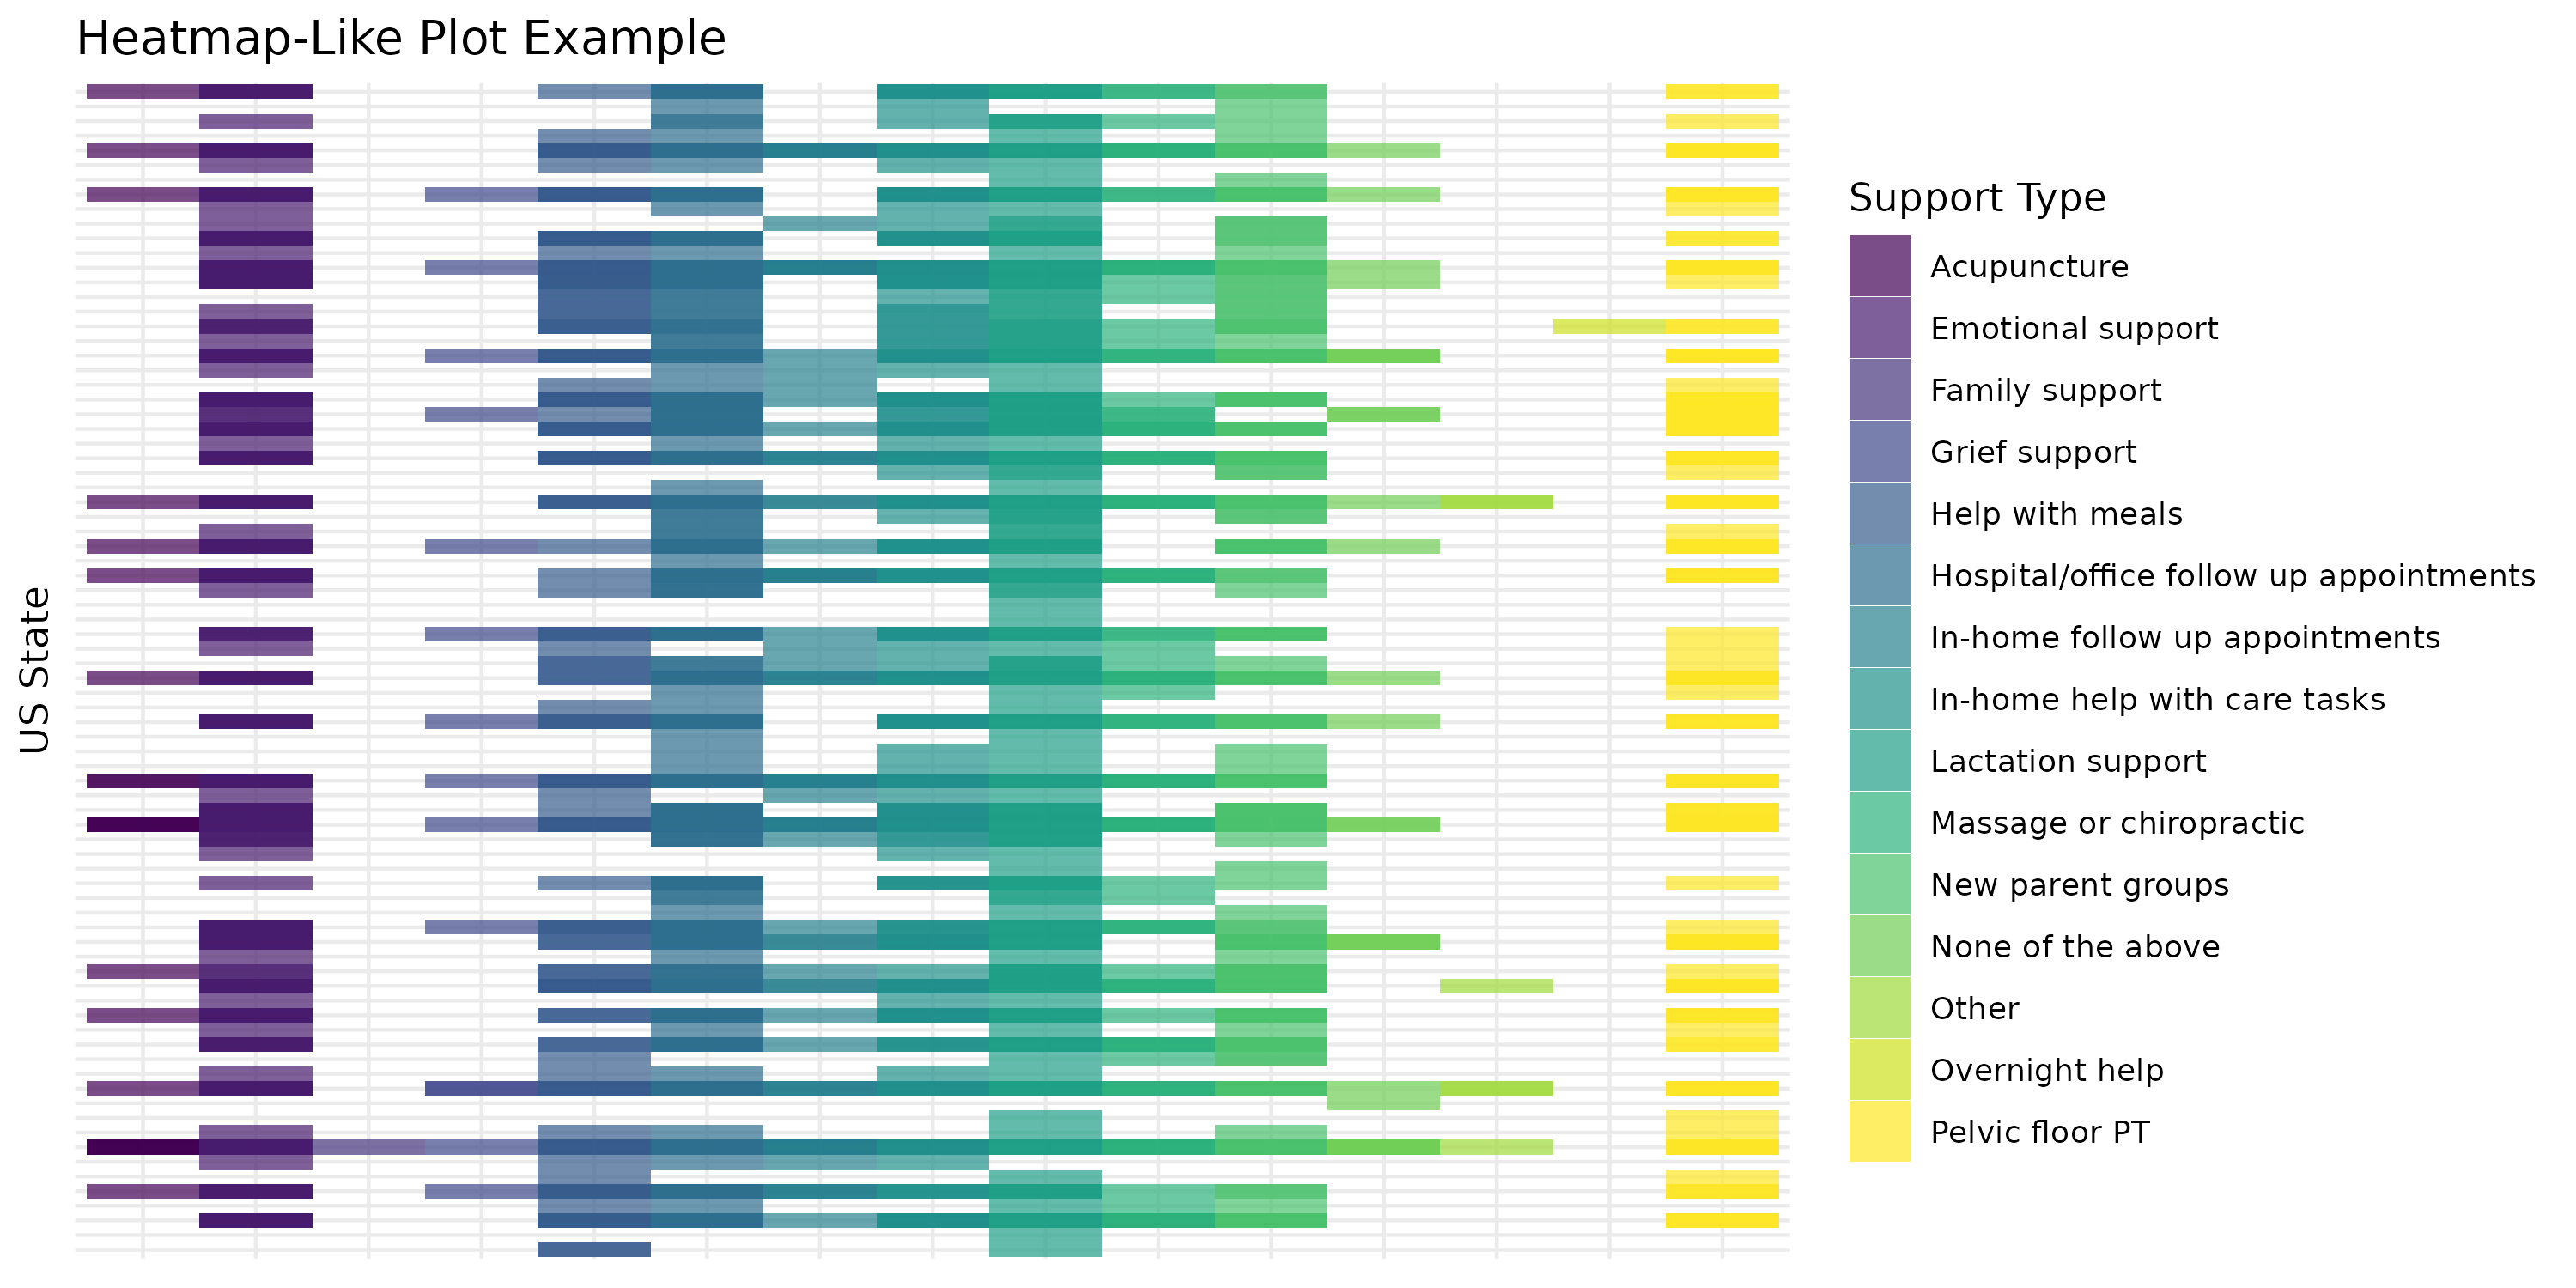 Heatmap-Like Plot Example
US State
Support Type
Acupuncture
Emotional support
Family support
Grief support
Help with meals
Hospital/office follow up appointments
In-home follow up appointments
In-home help with care tasks
Lactation support
Massage or chiropractic
New parent groups
None of the above
Other
Overnight help
Pelvic floor PT